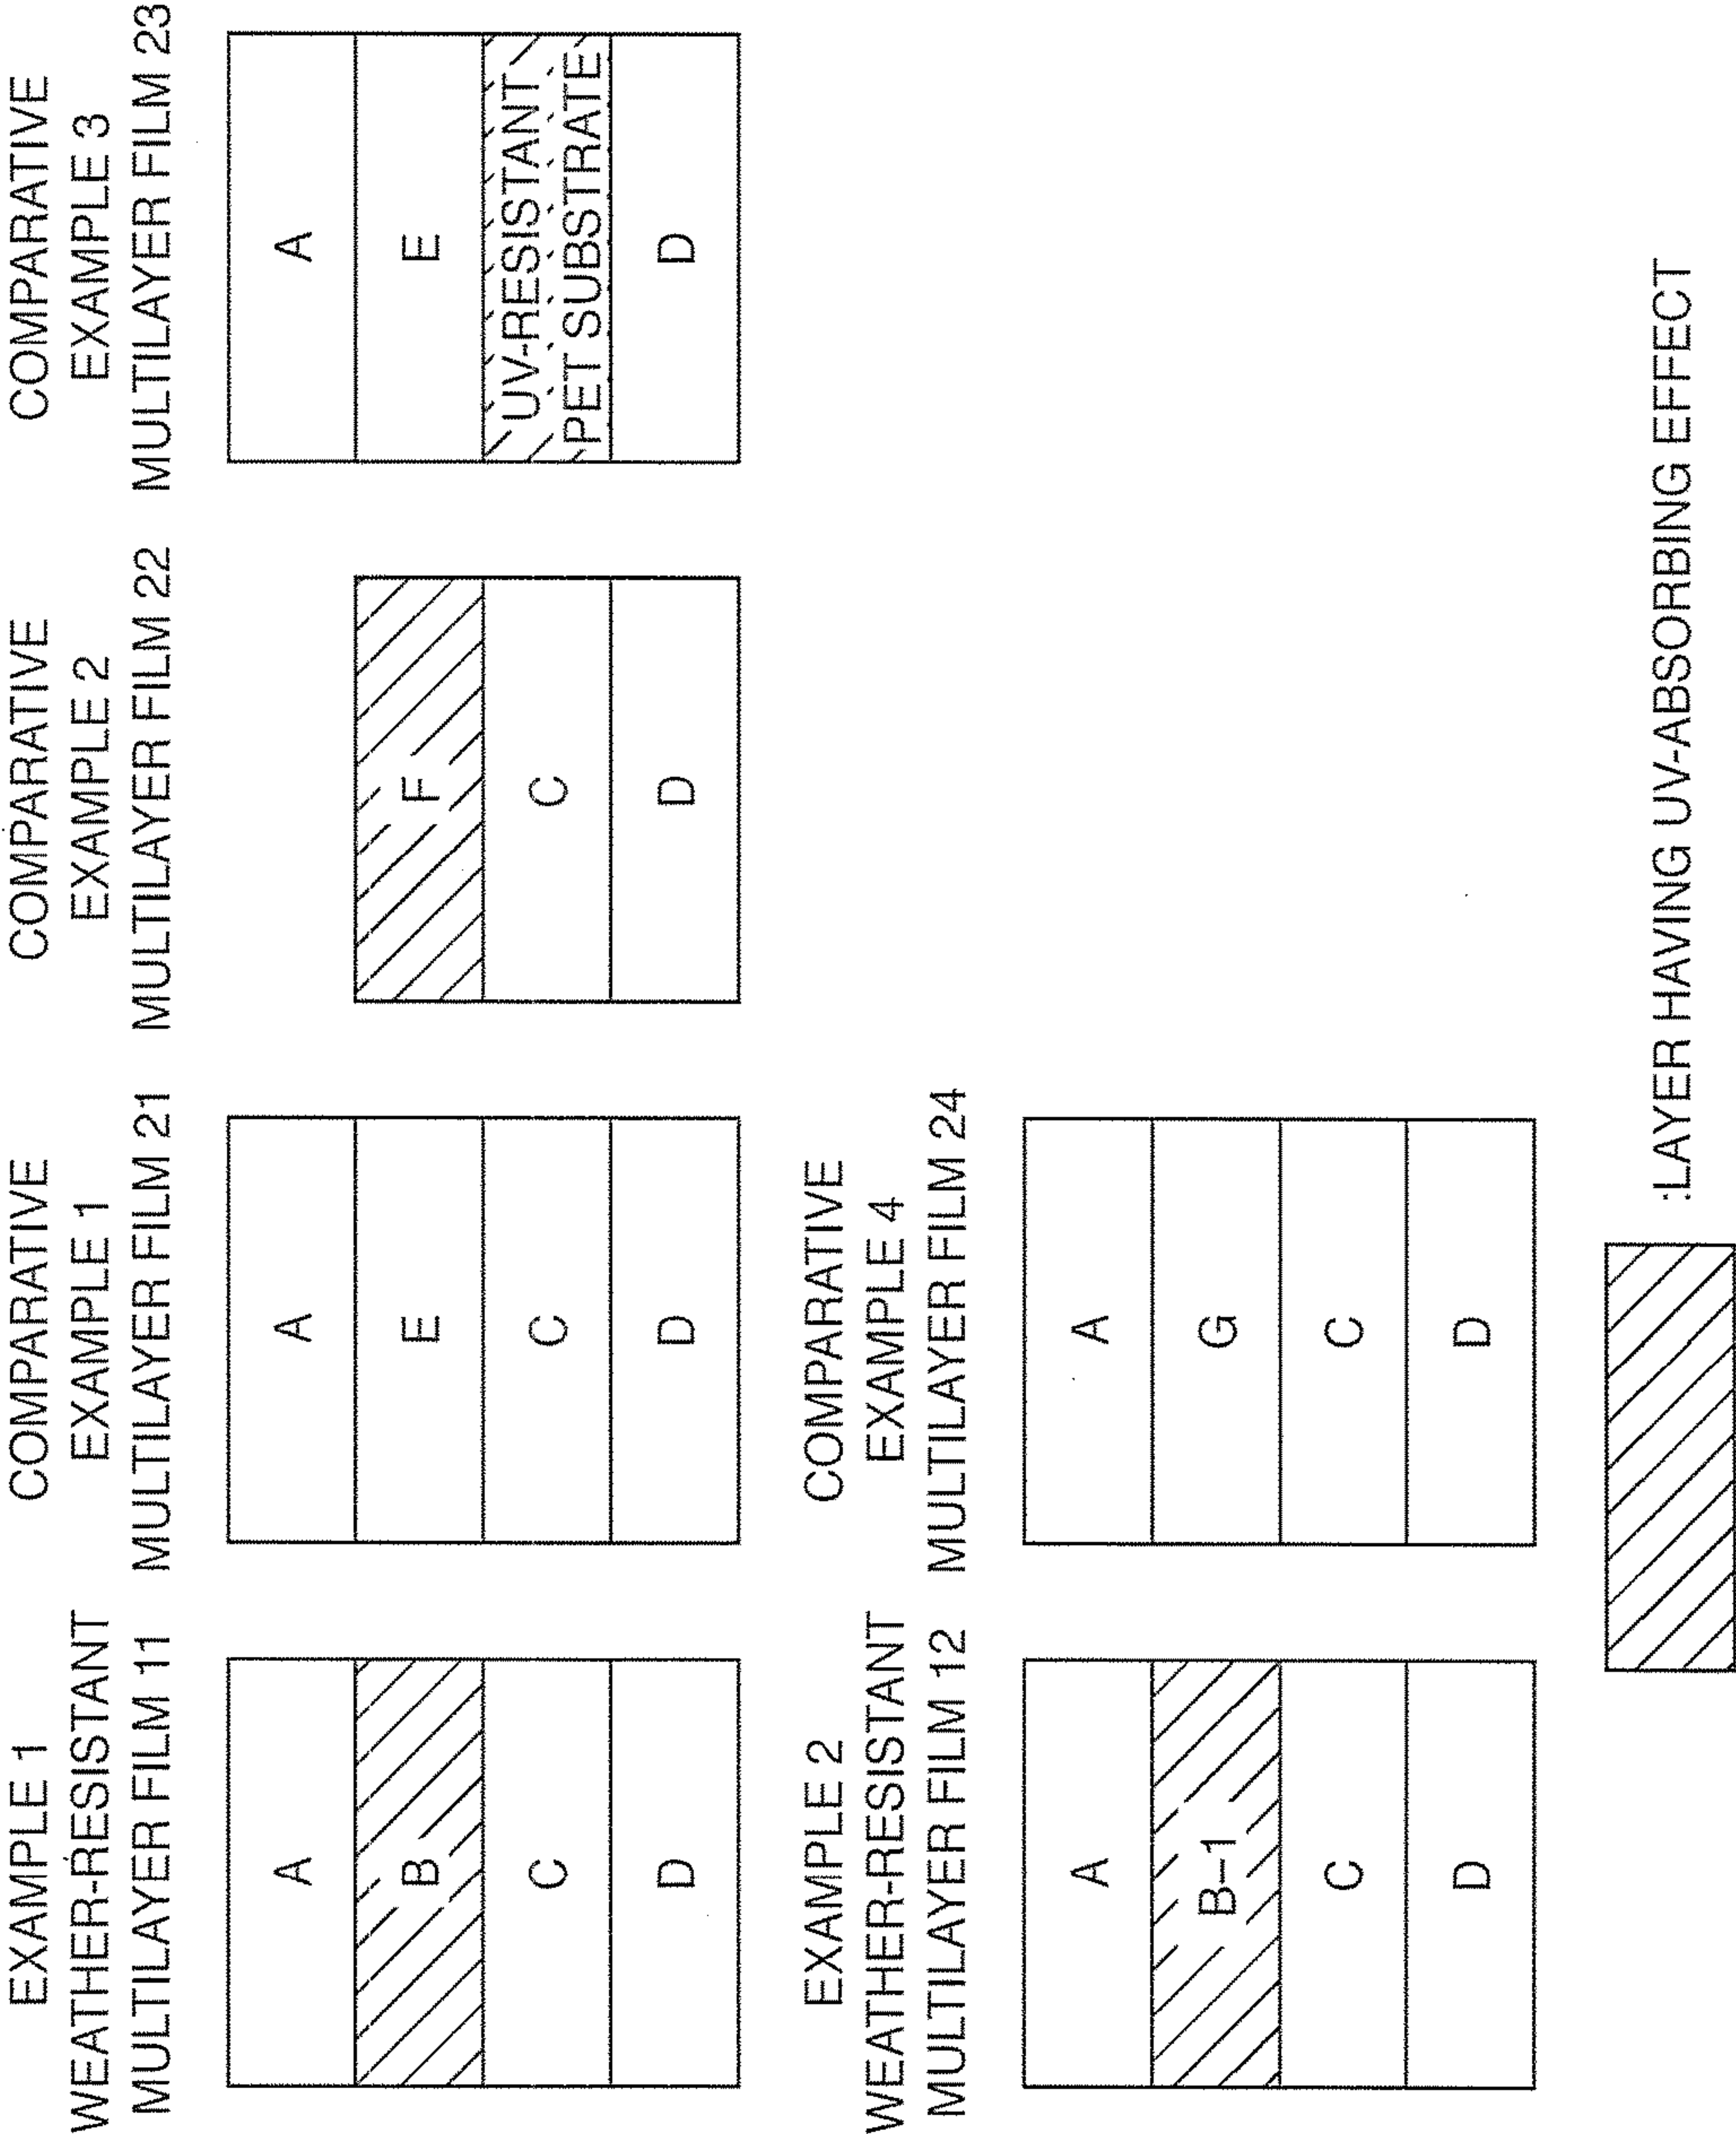 EXAMPLE 1
WEATHER-RESISTANT
MULTILAYER FILM 11
A
B
C
D
COMPARATIVE
EXAMPLE 1
MULTILAYER FILM 21
A
E
C
D
COMPARATIVE
EXAMPLE 2
MULTILAYER FILM 22
F
C
D
COMPARATIVE
EXAMPLE 3
MULTILAYER FILM 23
A
E
UV-RESISTANT
PET SUBSTRATE
D
EXAMPLE 2
WEATHER-RESISTANT
MULTILAYER FILM 12
A
B-1
C
D
COMPARATIVE
EXAMPLE 4
MULTILAYER FILM 24
A
G
C
D
:LAYER HAVING UV-ABSORBING EFFECT